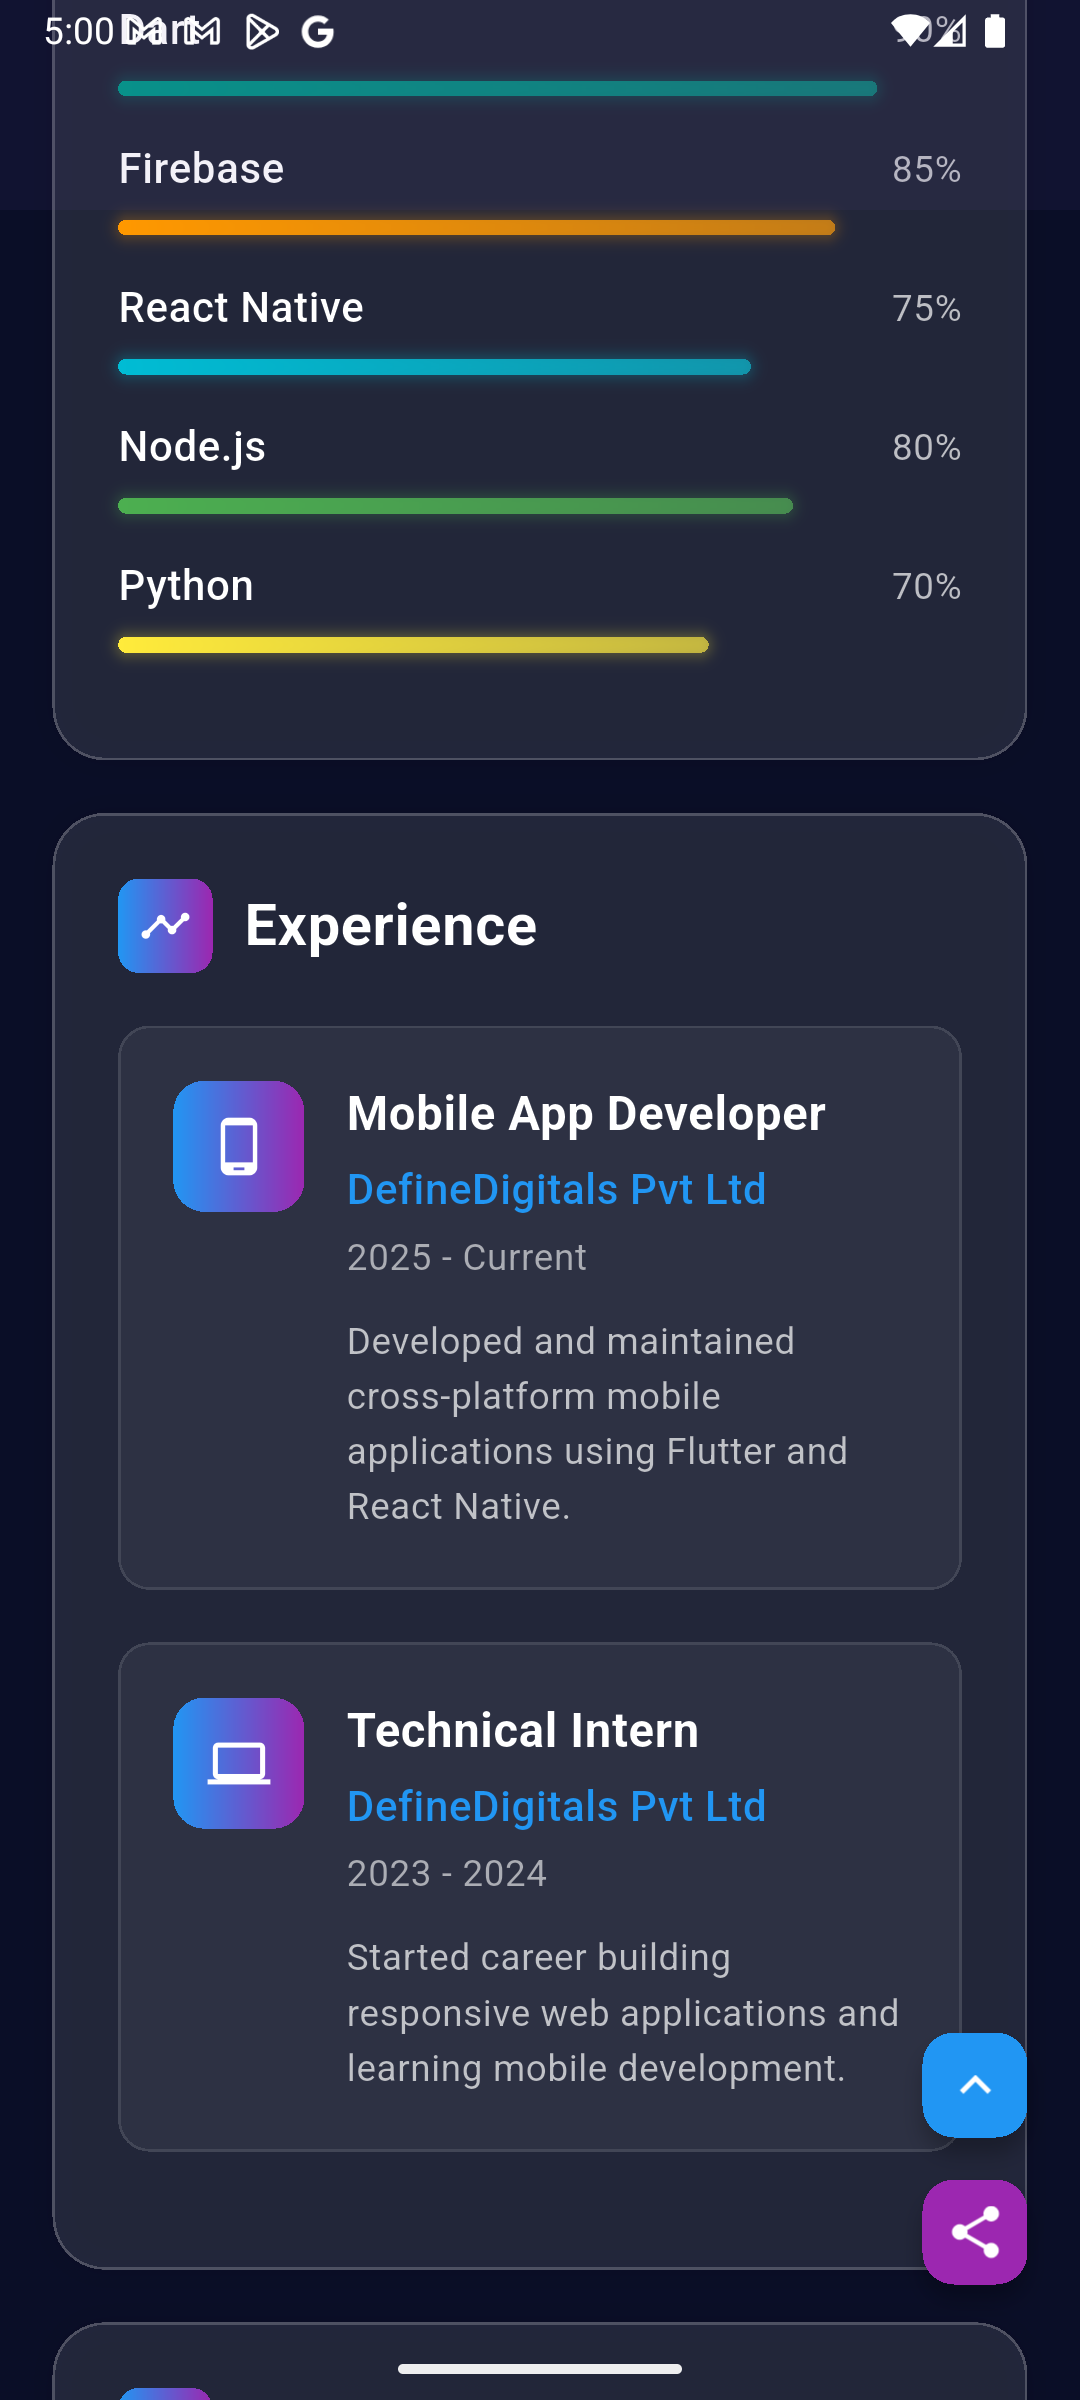 5:00
Dart 90%
Firebase 85%
React Native 75%
Node.js 80%
Python 70%
Experience
Mobile App Developer
DefineDigitals Pvt Ltd
2025 - Current
Developed and maintained
cross-platform mobile
applications using Flutter and
React Native.
Technical Intern
DefineDigitals Pvt Ltd
2023 - 2024
Started career building
responsive web applications and
learning mobile development.